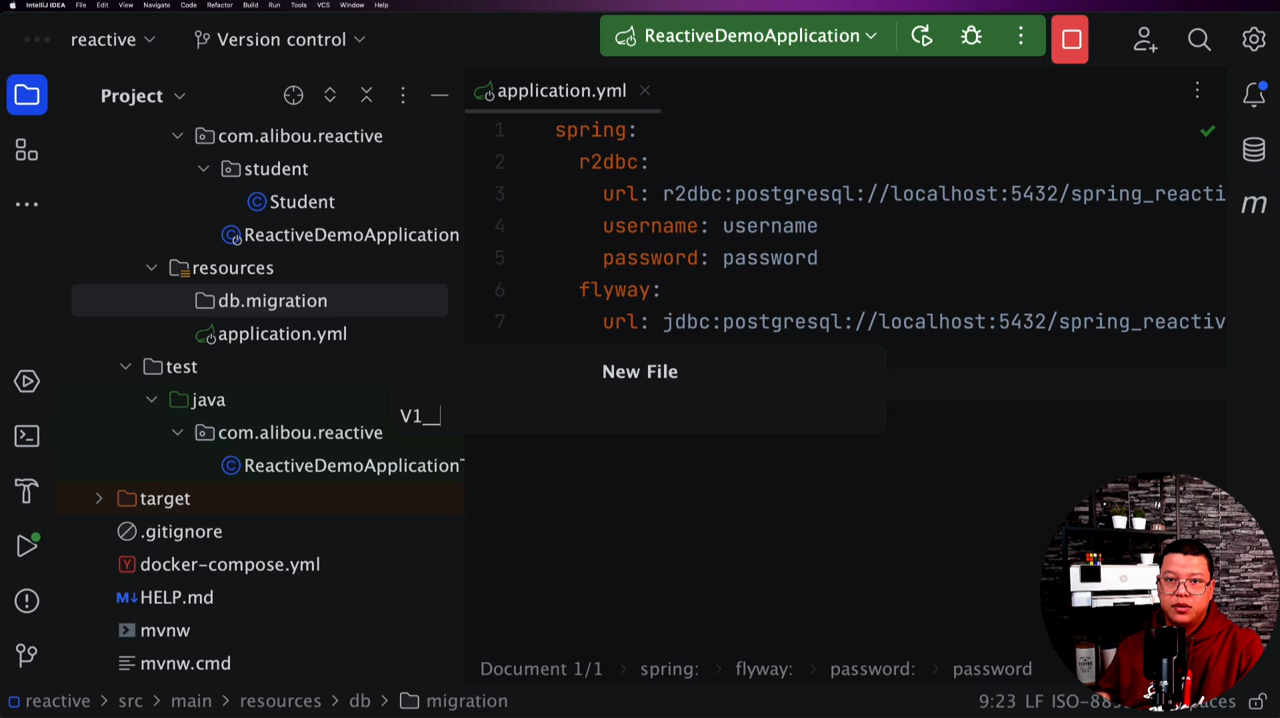 IntelliJ IDEA File Edit View Navigate Code Refactor Build Run Tools VCS Window Help
reactive Version control ReactiveDemoApplication
Project
application.yml
com.alibou.reactive
student
Student
ReactiveDemoApplication
resources
db.migration
application.yml
test
java
com.alibou.reactive
ReactiveDemoApplication
target
.gitignore
docker-compose.yml
M↓ HELP.md
mvnw
mvnw.cmd
1 spring:
2 r2dbc:
3 url: r2dbc:postgresql://localhost:5432/spring_reacti
4 username: username
5 password: password
6 flyway:
7 url: jdbc:postgresql://localhost:5432/spring_reactiv
New File
V1__
m
Document 1/1 spring: flyway: password: password
reactive > src > main > resources > db > migration 9:23 LF